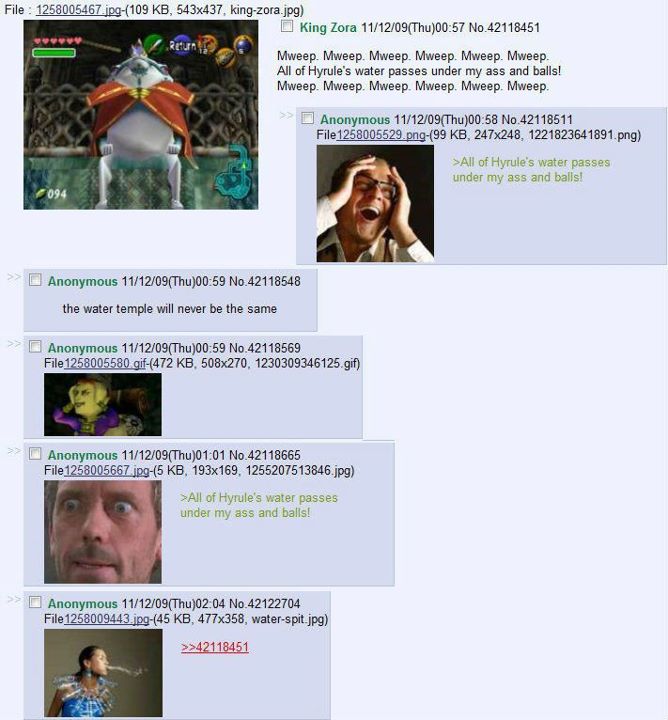 File : 1258005467.jpg-(109 KB, 543x437, king-zora.jpg)
Return
12
5
094
King Zora 11/12/09(Thu)00:57 No.42118451
Mweep. Mweep. Mweep. Mweep. Mweep. Mweep.
All of Hyrule's water passes under my ass and balls!
Mweep. Mweep. Mweep. Mweep. Mweep. Mweep.
>> Anonymous 11/12/09(Thu)00:58 No.42118511
File1258005529.png-(99 KB, 247x248, 1221823641891.png)
>All of Hyrule's water passes
under my ass and balls!
>> Anonymous 11/12/09(Thu)00:59 No.42118548
the water temple will never be the same
>> Anonymous 11/12/09(Thu)00:59 No.42118569
File1258005580.gif-(472 KB, 508x270, 1230309346125.gif)
>> Anonymous 11/12/09(Thu)01:01 No.42118665
File1258005667.jpg-(5 KB, 193x169, 1255207513846.jpg)
>All of Hyrule's water passes
under my ass and balls!
>> Anonymous 11/12/09(Thu)02:04 No.42122704
File1258009443.jpg-(45 KB, 477x358, water-spit.jpg)
>>42118451